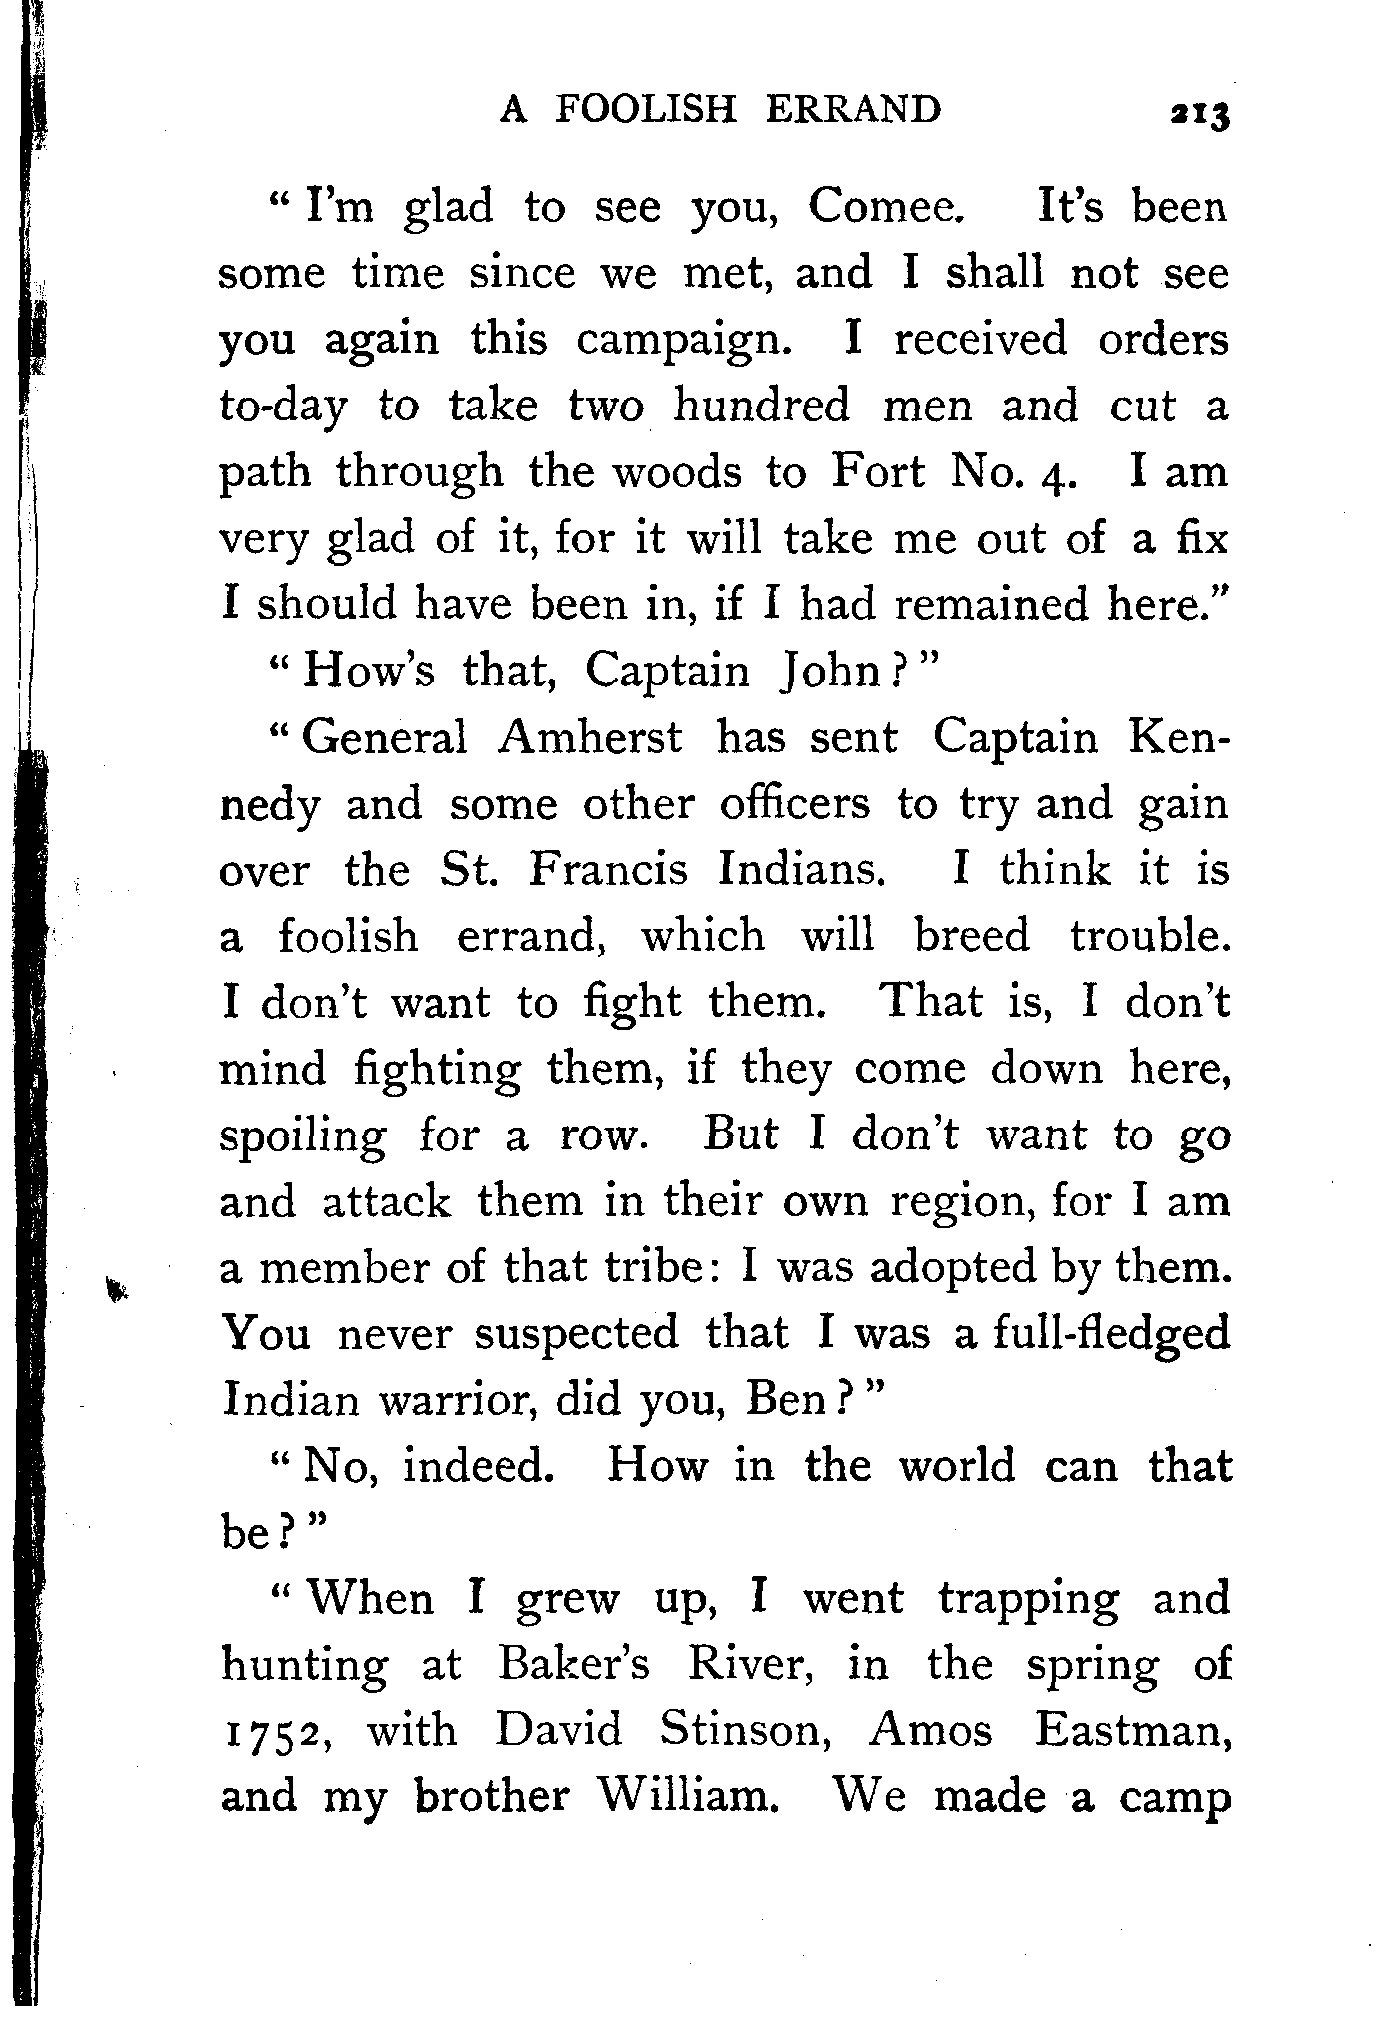 A FOOLISH ERRAND 213
" I'm glad to see you, Comee. It's been
some time since we met, and I shall not see
you again this campaign. I received orders
to-day to take two hundred men and cut a
path through the woods to Fort No. 4. I am
very glad of it, for it will take me out of a fix
I should have been in, if I had remained here."
" How's that, Captain John ? "
" General Amherst has sent Captain Ken-
nedy and some other officers to try and gain
over the St. Francis Indians. I think it is
a foolish errand, which will breed trouble.
I don't want to fight them. That is, I don't
mind fighting them, if they come down here,
spoiling for a row. But I don't want to go
and attack them in their own region, for I am
a member of that tribe: I was adopted by them.
You never suspected that I was a full-fledged
Indian warrior, did you, Ben ? "
" No, indeed. How in the world can that
be ? "
" When I grew up, I went trapping and
hunting at Baker's River, in the spring of
1752, with David Stinson, Amos Eastman,
and my brother William. We made a camp